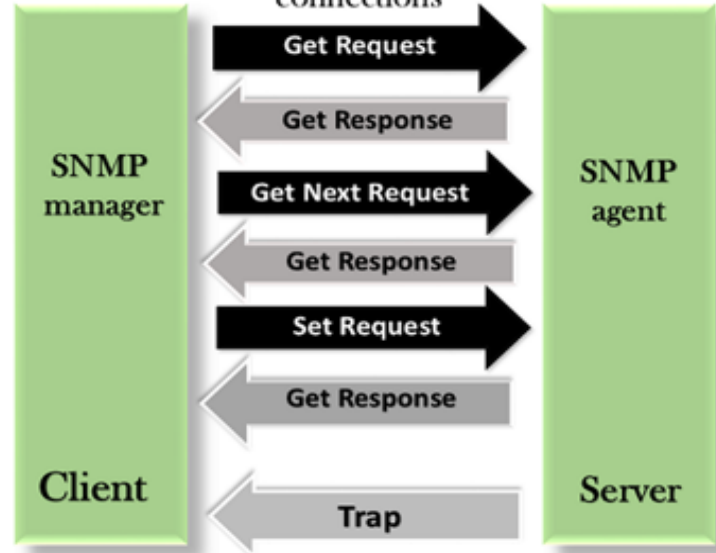 connections
Get Request
Get Response
SNMP
manager
Get Next Request
SNMP
agent
Get Response
Set Request
Get Response
Client
Trap
Server